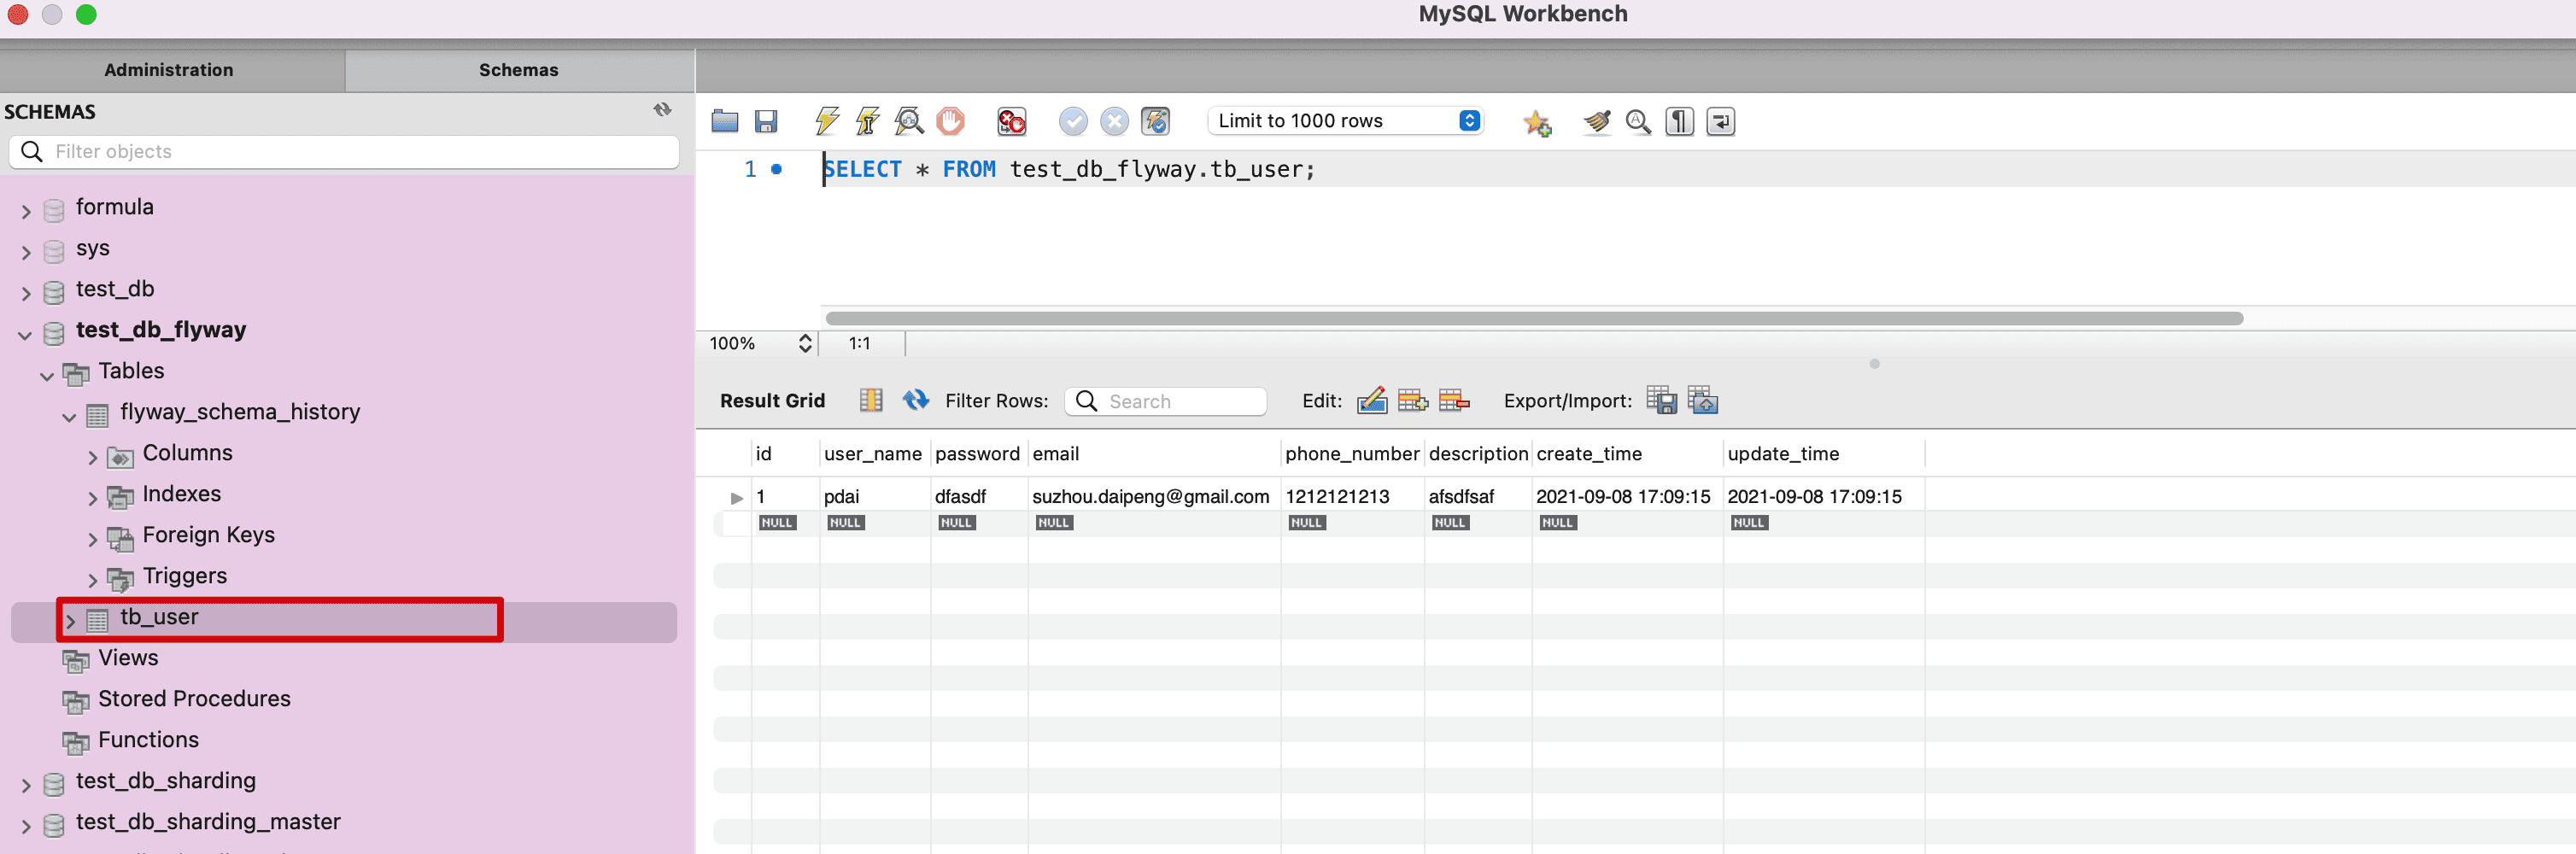 MySQL Workbench
Administration
Schemas
SCHEMAS
Filter objects
formula
sys
test_db
test_db_flyway
Tables
flyway_schema_history
Columns
Indexes
Foreign Keys
Triggers
tb_user
Views
Stored Procedures
Functions
test_db_sharding
test_db_sharding_master
Limit to 1000 rows
1 SELECT * FROM test_db_flyway.tb_user;
100% 1:1
Result Grid Filter Rows: Search Edit: Export/Import:
id user_name password email phone_number description create_time update_time
1 pdai dfasdf suzhou.daipeng@gmail.com 1212121213 afsdfsaf 2021-09-08 17:09:15 2021-09-08 17:09:15
NULL NULL NULL NULL NULL NULL NULL NULL